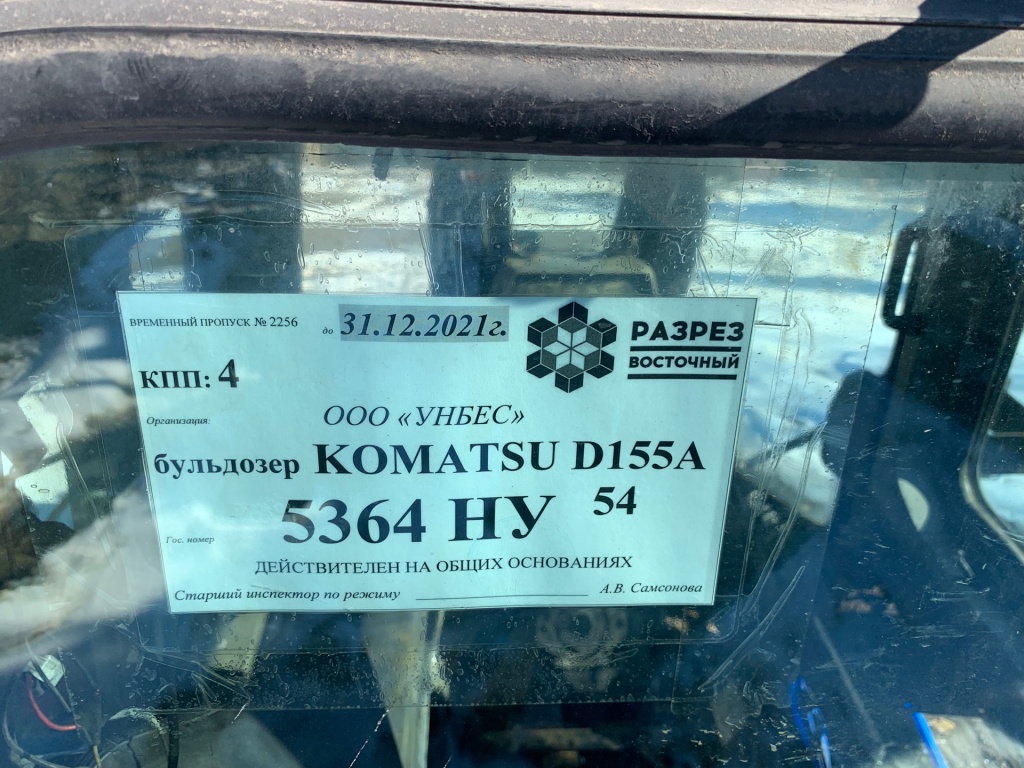 ВРЕМЕННЫЙ ПРОПУСК № 2256 до 31.12.2021г.
РАЗРЕЗ
ВОСТОЧНЫЙ
КПП: 4
Организация: ООО «УНБЕС»
бульдозер KOMATSU D155A
Гос. номер 5364 НУ 54
ДЕЙСТВИТЕЛЕН НА ОБЩИХ ОСНОВАНИЯХ
Старший инспектор по режиму А.В. Самсонова